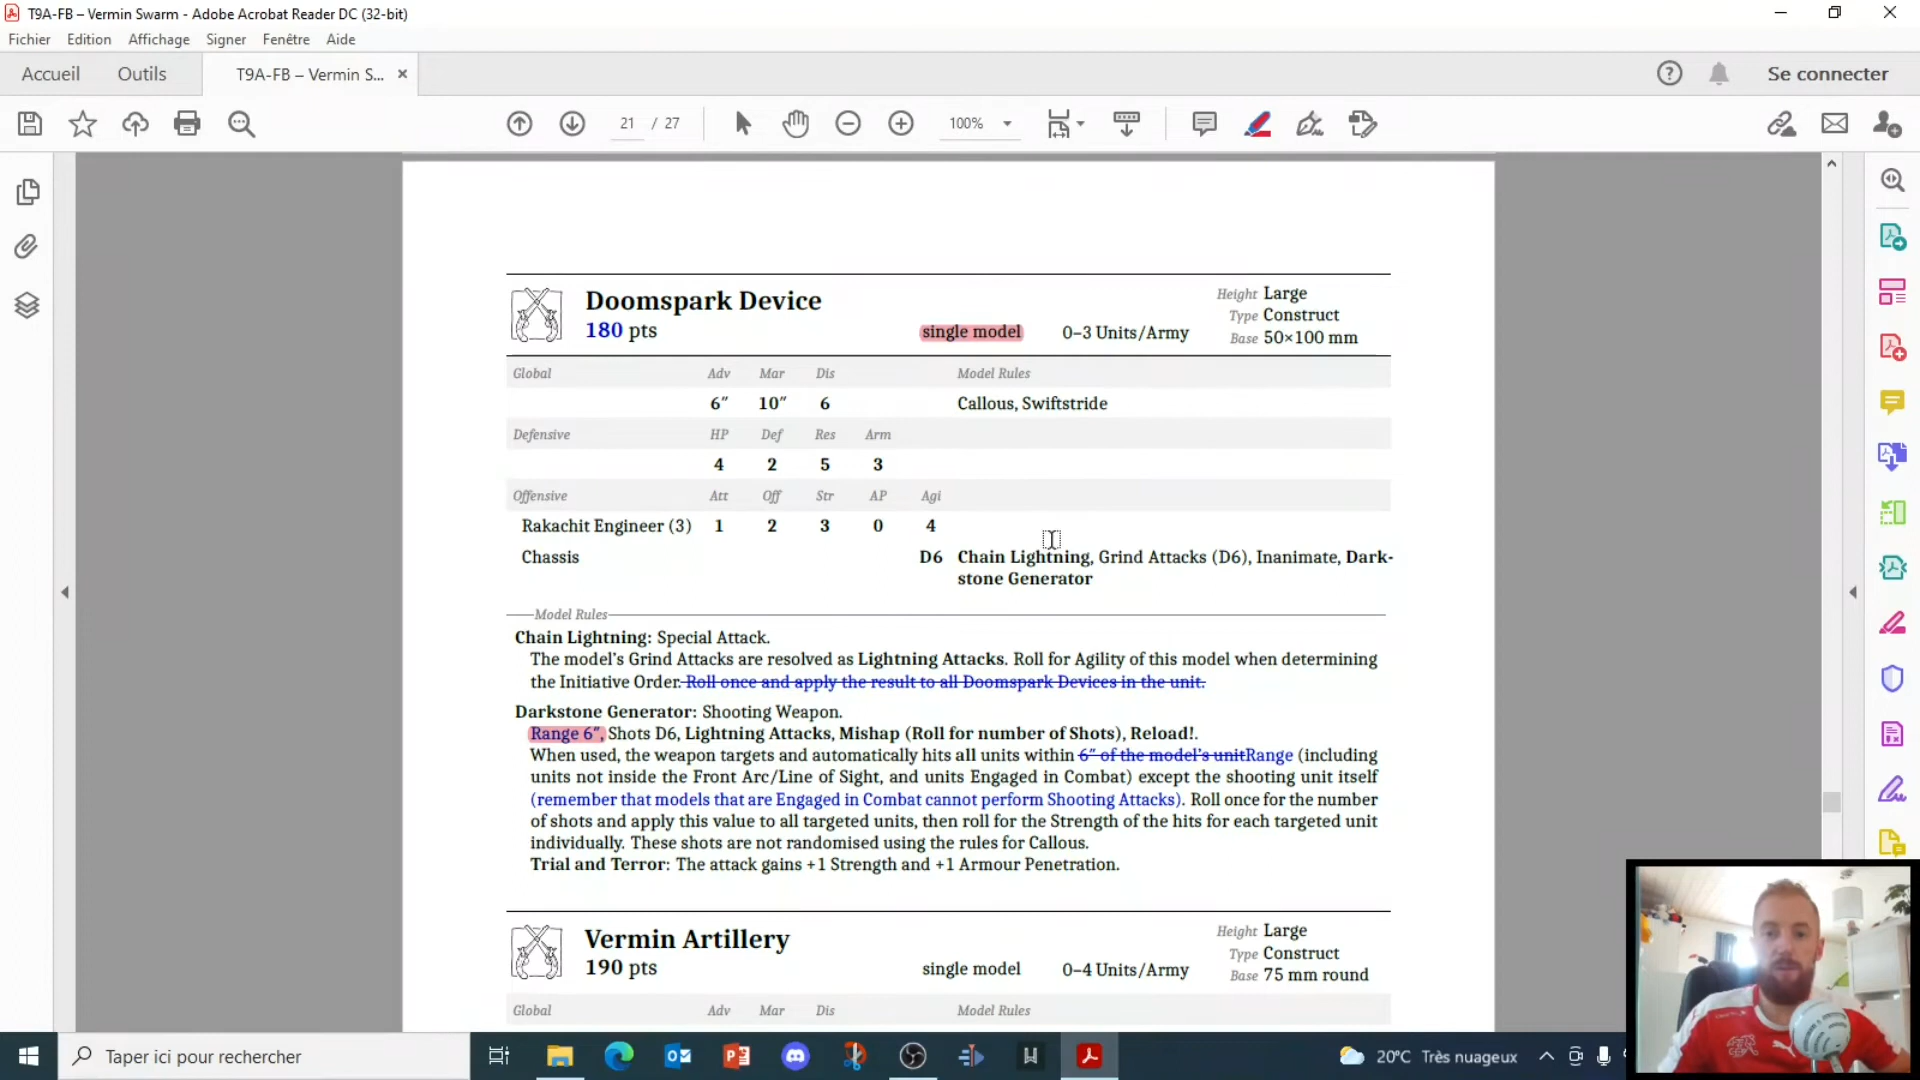 T9A-FB – Vermin Swarm - Adobe Acrobat Reader DC (32-bit)
Fichier Edition Affichage Signer Fenêtre Aide
Accueil Outils T9A-FB – Vermin S... Se connecter
21 / 27 100%
Doomspark Device
180 pts single model 0–3 Units/Army
Height Large
Type Construct
Base 50×100 mm
Global Adv Mar Dis Model Rules
6″ 10″ 6 Callous, Swiftstride
Defensive HP Def Res Arm
4 2 5 3
Offensive Att Off Str AP Agi
Rakachit Engineer (3) 1 2 3 0 4
Chassis D6 Chain Lightning, Grind Attacks (D6), Inanimate, Dark-
stone Generator
Model Rules
Chain Lightning: Special Attack.
The model’s Grind Attacks are resolved as Lightning Attacks. Roll for Agility of this model when determining
the Initiative Order. Roll once and apply the result to all Doomspark Devices in the unit.
Darkstone Generator: Shooting Weapon.
Range 6″, Shots D6, Lightning Attacks, Mishap (Roll for number of Shots), Reload!.
When used, the weapon targets and automatically hits all units within 6″ of the model’s unitRange (including
units not inside the Front Arc/Line of Sight, and units Engaged in Combat) except the shooting unit itself
(remember that models that are Engaged in Combat cannot perform Shooting Attacks). Roll once for the number
of shots and apply this value to all targeted units, then roll for the Strength of the hits for each targeted unit
individually. These shots are not randomised using the rules for Callous.
Trial and Terror: The attack gains +1 Strength and +1 Armour Penetration.
Vermin Artillery
190 pts single model 0–4 Units/Army
Height Large
Type Construct
Base 75 mm round
Global Adv Mar Dis Model Rules
Taper ici pour rechercher
20°C Très nuageux